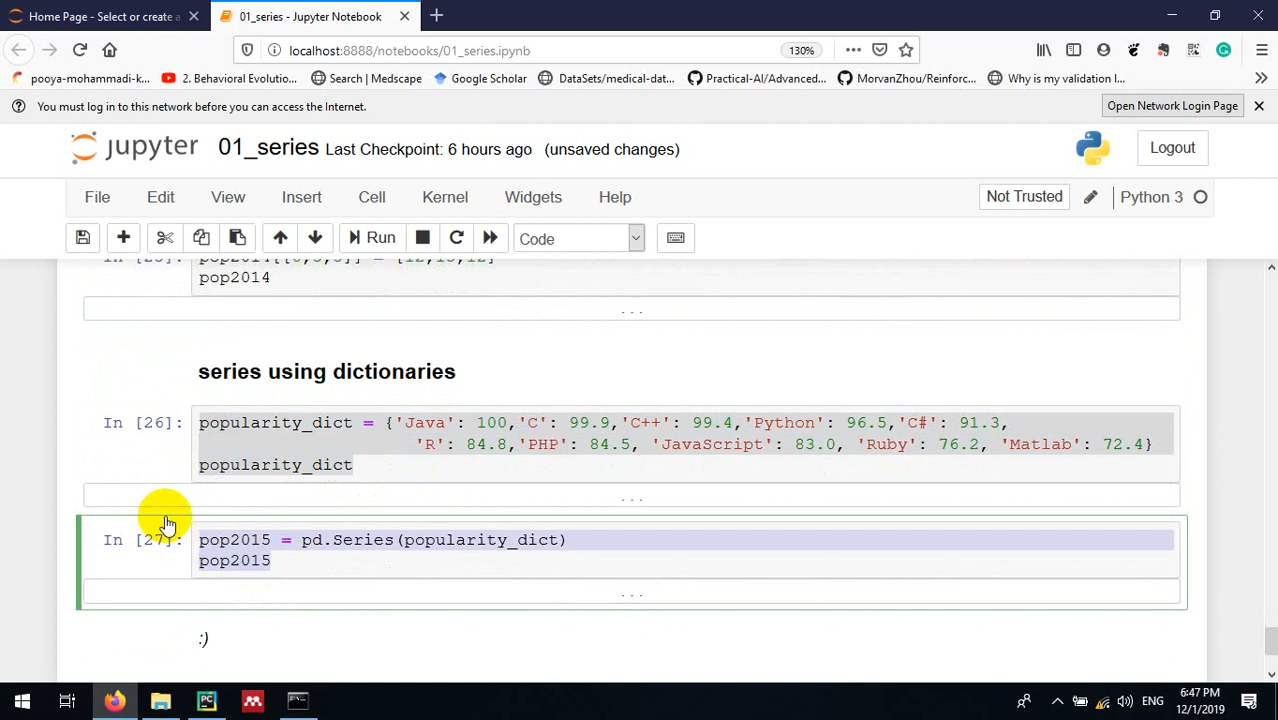 Home Page - Select or create a
01_series - Jupyter Notebook
localhost:8888/notebooks/01_series.ipynb
130%
pooya-mohammadi-k...
2. Behavioral Evolutio...
Search | Medscape
Google Scholar
DataSets/medical-dat...
Practical-AI/Advanced...
MorvanZhou/Reinforc...
Why is my validation I...
You must log in to this network before you can access the Internet.
Open Network Login Page
jupyter 01_series Last Checkpoint: 6 hours ago (unsaved changes)
Logout
File Edit View Insert Cell Kernel Widgets Help
Not Trusted
Python 3
Run
Code
pop2014
...
series using dictionaries
In [26]: popularity_dict = {'Java': 100,'C': 99.9,'C++': 99.4,'Python': 96.5,'C#': 91.3,
'R': 84.8,'PHP': 84.5, 'JavaScript': 83.0, 'Ruby': 76.2, 'Matlab': 72.4}
popularity_dict
...
In [27]: pop2015 = pd.Series(popularity_dict)
pop2015
...
:)
ENG
6:47 PM
12/1/2019